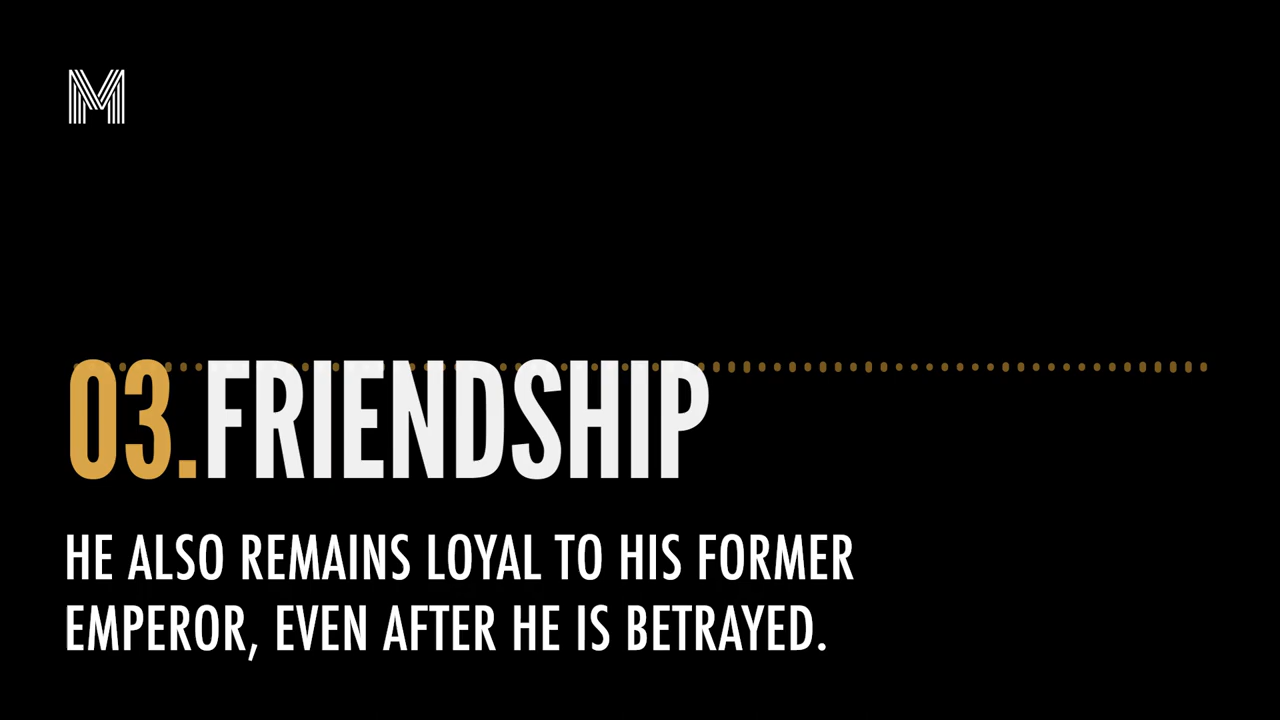 M
03.FRIENDSHIP
HE ALSO REMAINS LOYAL TO HIS FORMER
EMPEROR, EVEN AFTER HE IS BETRAYED.